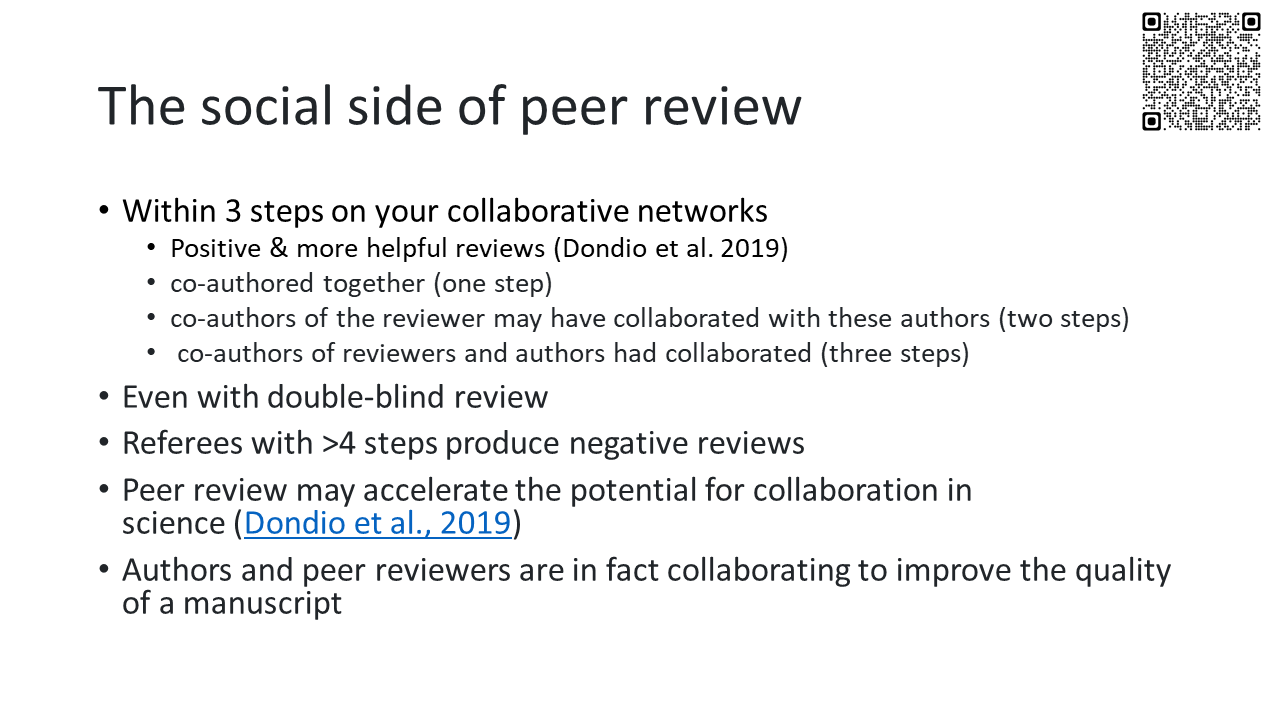 The social side of peer review
• Within 3 steps on your collaborative networks
• Positive & more helpful reviews (Dondio et al. 2019)
• co-authored together (one step)
• co-authors of the reviewer may have collaborated with these authors (two steps)
• co-authors of reviewers and authors had collaborated (three steps)
• Even with double-blind review
• Referees with >4 steps produce negative reviews
• Peer review may accelerate the potential for collaboration in
science (Dondio et al., 2019)
• Authors and peer reviewers are in fact collaborating to improve the quality
of a manuscript